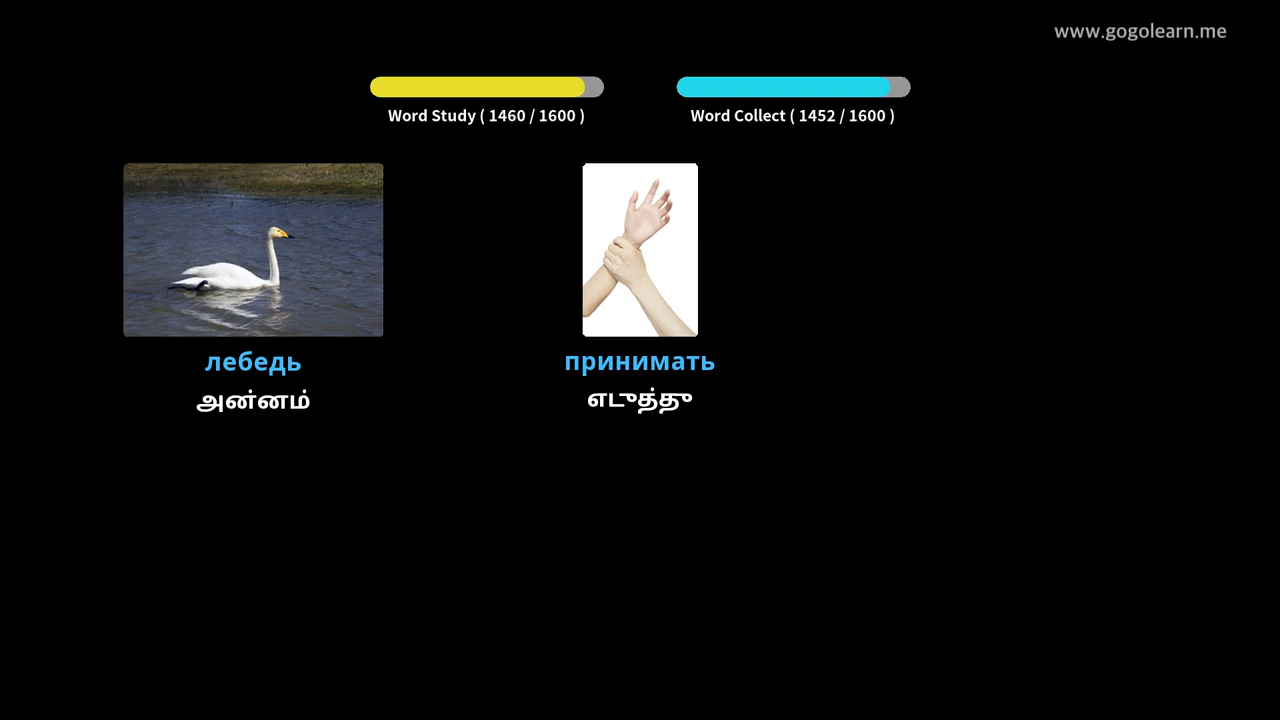 www.gogolearn.me
Word Study ( 1460 / 1600 )
Word Collect ( 1452 / 1600 )
лебедь
அன்னம்
принимать
எடுத்து